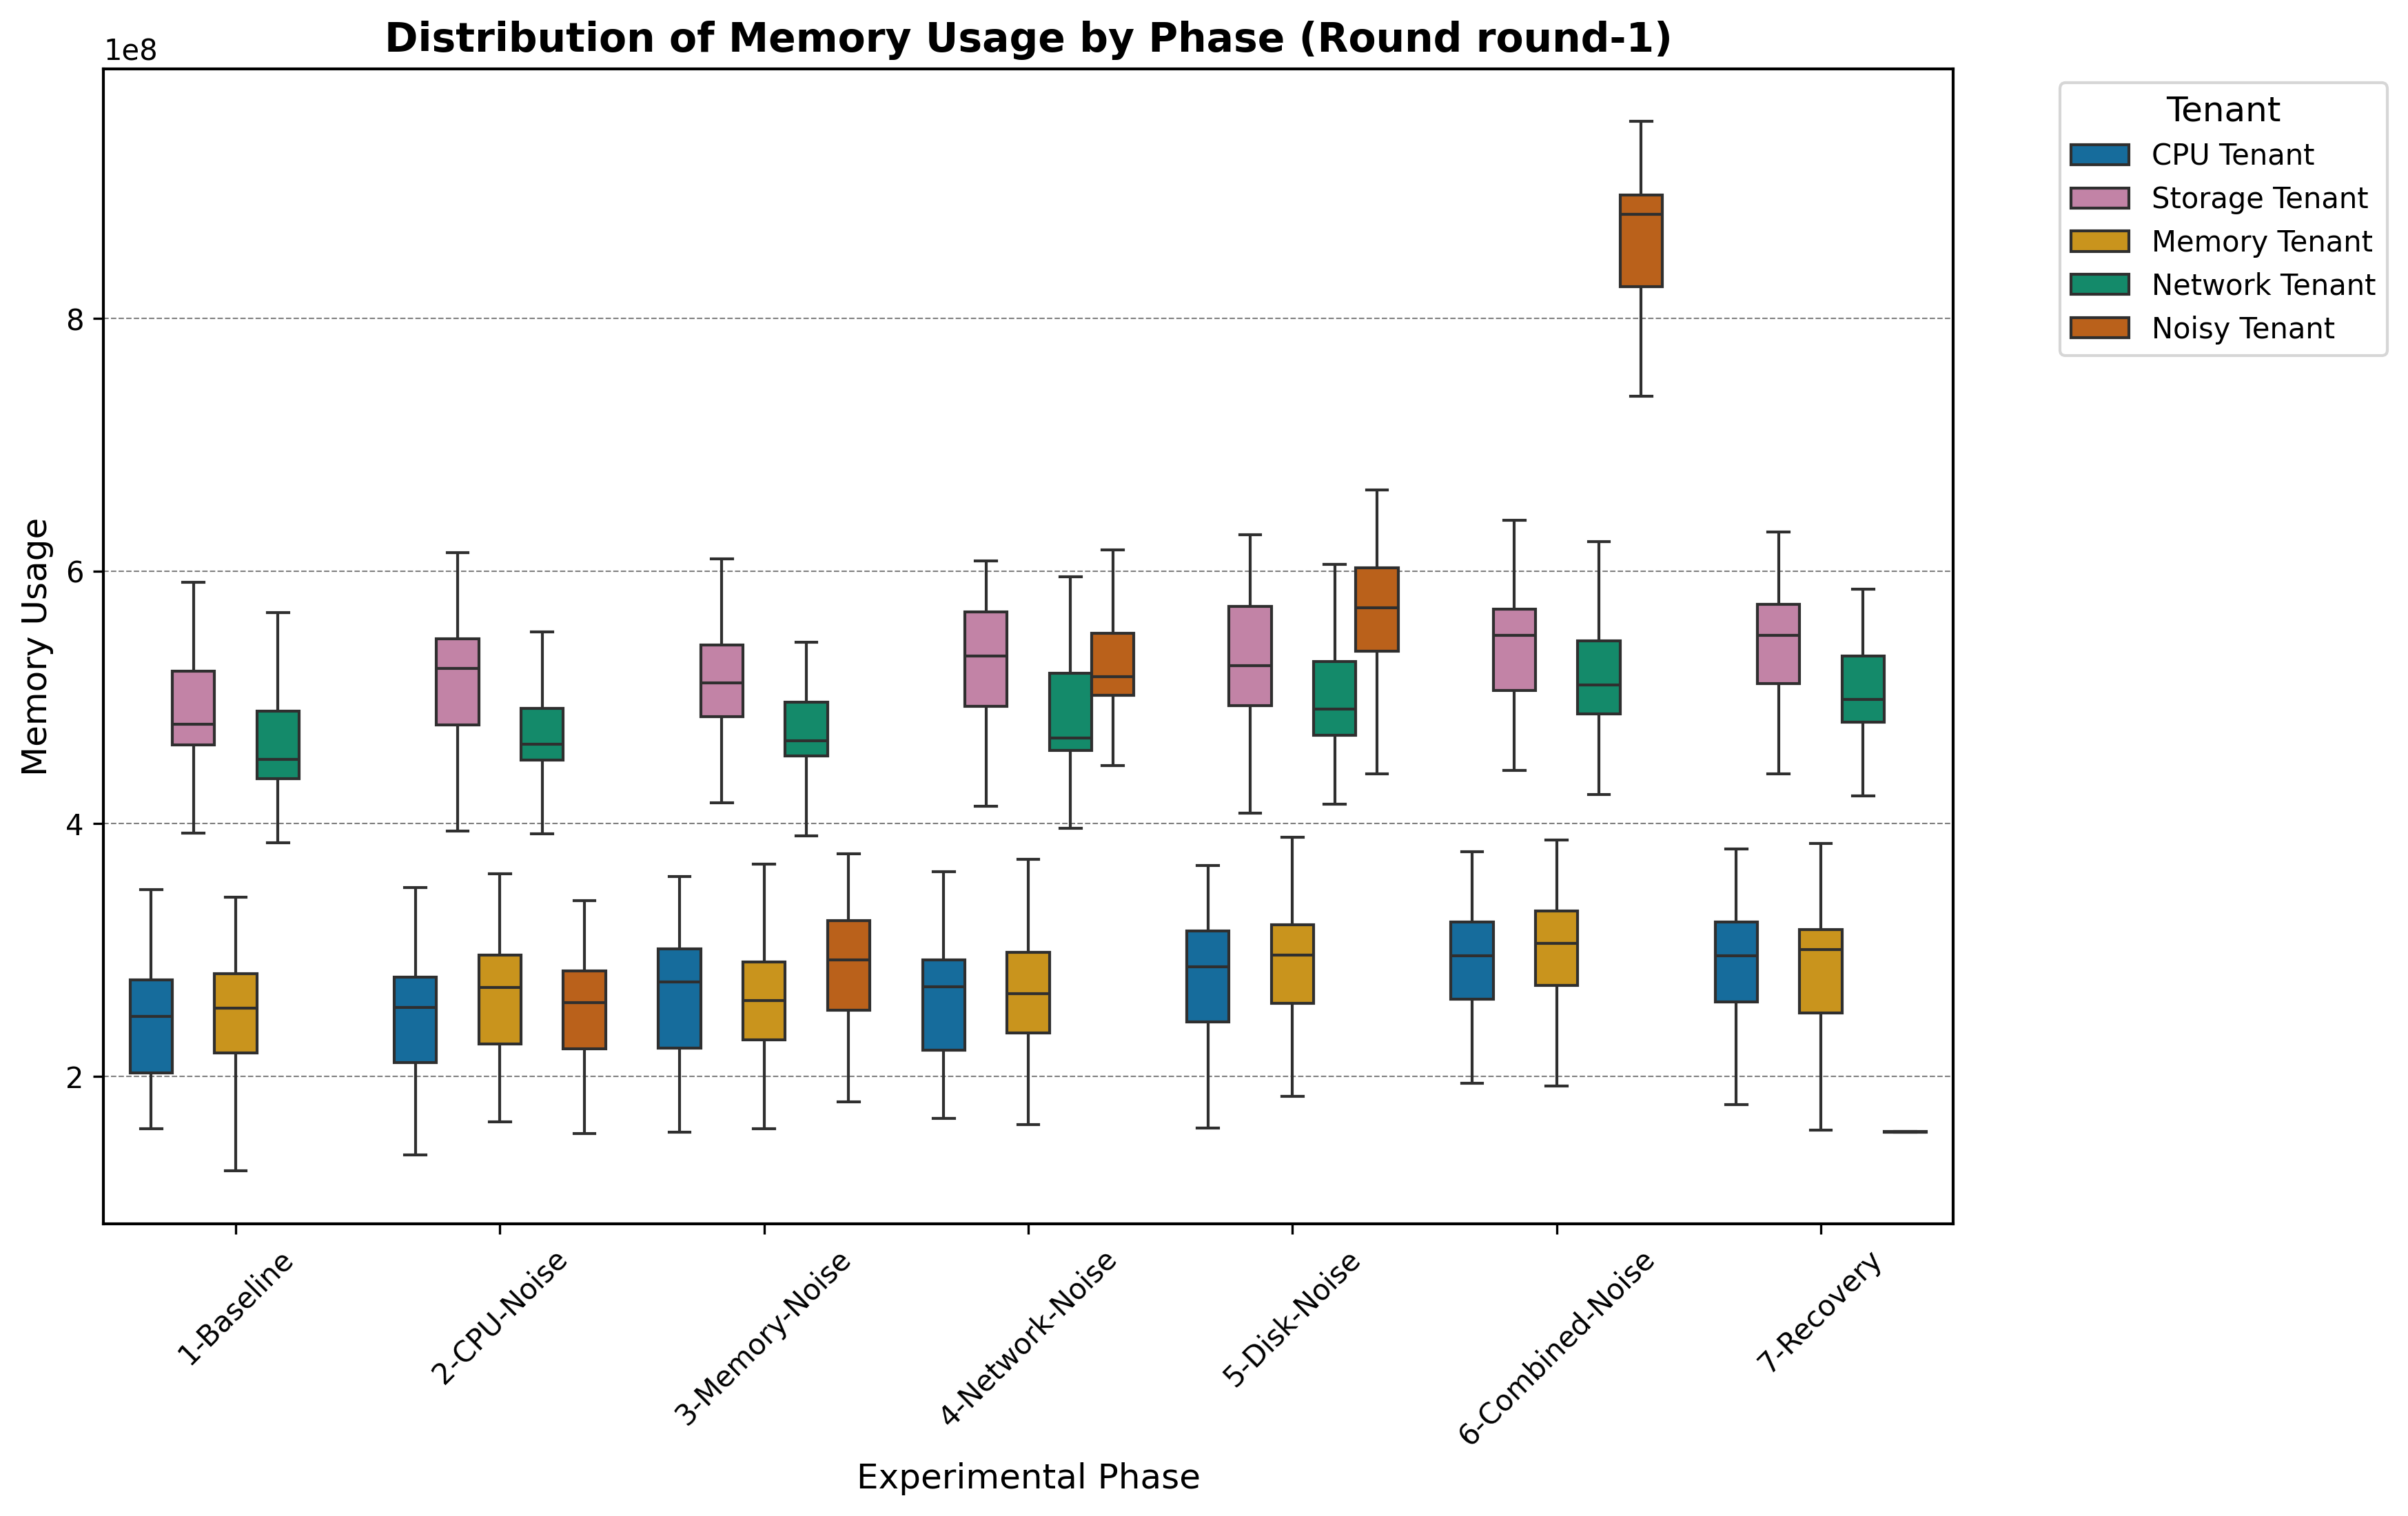 Distribution of Memory Usage by Phase (Round round-1)
1e8
Memory Usage
8
6
4
2
1-Baseline
2-CPU-Noise
3-Memory-Noise
4-Network-Noise
5-Disk-Noise
6-Combined-Noise
7-Recovery
Experimental Phase
Tenant
CPU Tenant
Storage Tenant
Memory Tenant
Network Tenant
Noisy Tenant